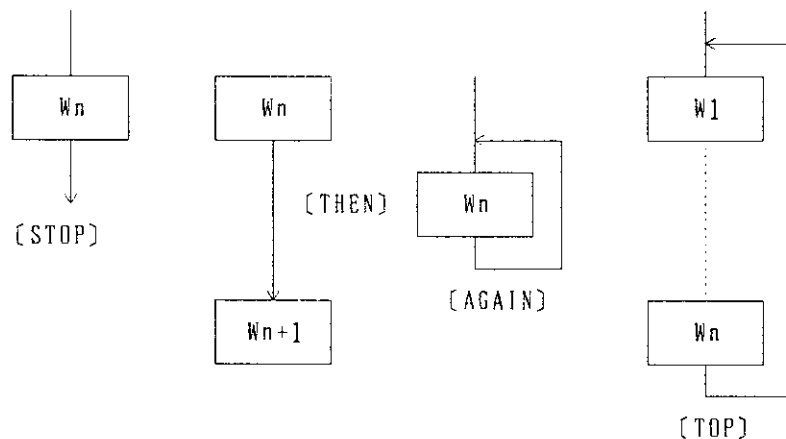 Wn
〔STOP〕
Wn
〔THEN〕
Wn+1
Wn
〔AGAIN〕
W1
Wn
〔TOP〕